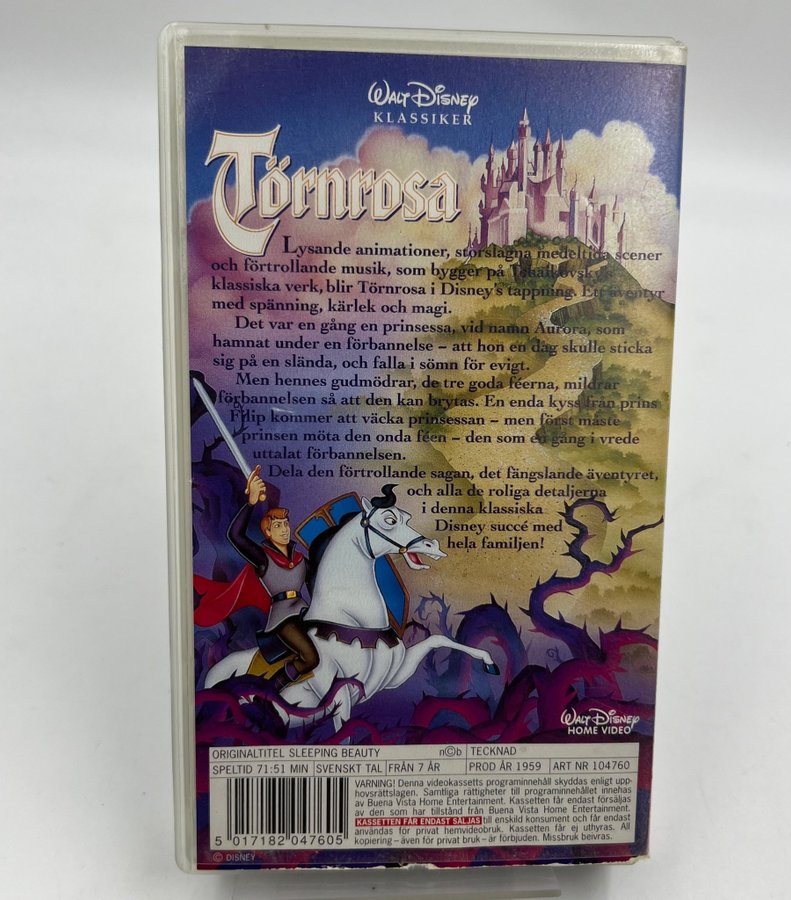 WALT DISNEY
KLASSIKER
Törnrosa
Lysande animationer, storslagna medeltida scener
och förtrollande musik, som bygger på Tchaikovskys
klassiska verk, blir Törnrosa i Disney's tappning. Ett äventyr
med spänning, kärlek och magi.
Det var en gång en prinsessa, vid namn Aurora, som
hamnat under en förbannelse – att hon en dag skulle sticka
sig på en slända, och falla i sömn för evigt.
Men hennes gudmödrar, de tre goda féerna, mildrar
förbannelsen så att den kan brytas. En enda kyss från prins
Filip kommer att väcka prinsessan – men först måste
prinsen möta den onda féen – den som en gång i vrede
uttalat förbannelsen.
Dela den förtrollande sagan, det fängslande äventyret,
och alla de roliga detaljerna
i denna klassiska
Disney succé med
hela familjen!
WALT DISNEY
HOME VIDEO
ORIGINALTITEL SLEEPING BEAUTY n©b TECKNAD
SPELTID 71:51 MIN SVENSKT TAL FRÅN 7 ÅR PROD ÅR 1959 ART NR 104760
VARNING! Denna videokassetts programinnehåll skyddas enligt upp-
hovsrättslagen. Samtliga rättigheter till programinnehållet innehas
av Buena Vista Home Entertainment. Kassetten får endast försäljas
av den som har tillstånd från Buena Vista Home Entertainment.
KASSETTEN FÅR ENDAST SÄLJAS till enskild konsument och får endast
användas för privat hemvideobruk. Kassetten får ej uthyras. All
kopiering – även för privat bruk – är förbjuden. Missbruk beivras.
5 017182 047605
© DISNEY